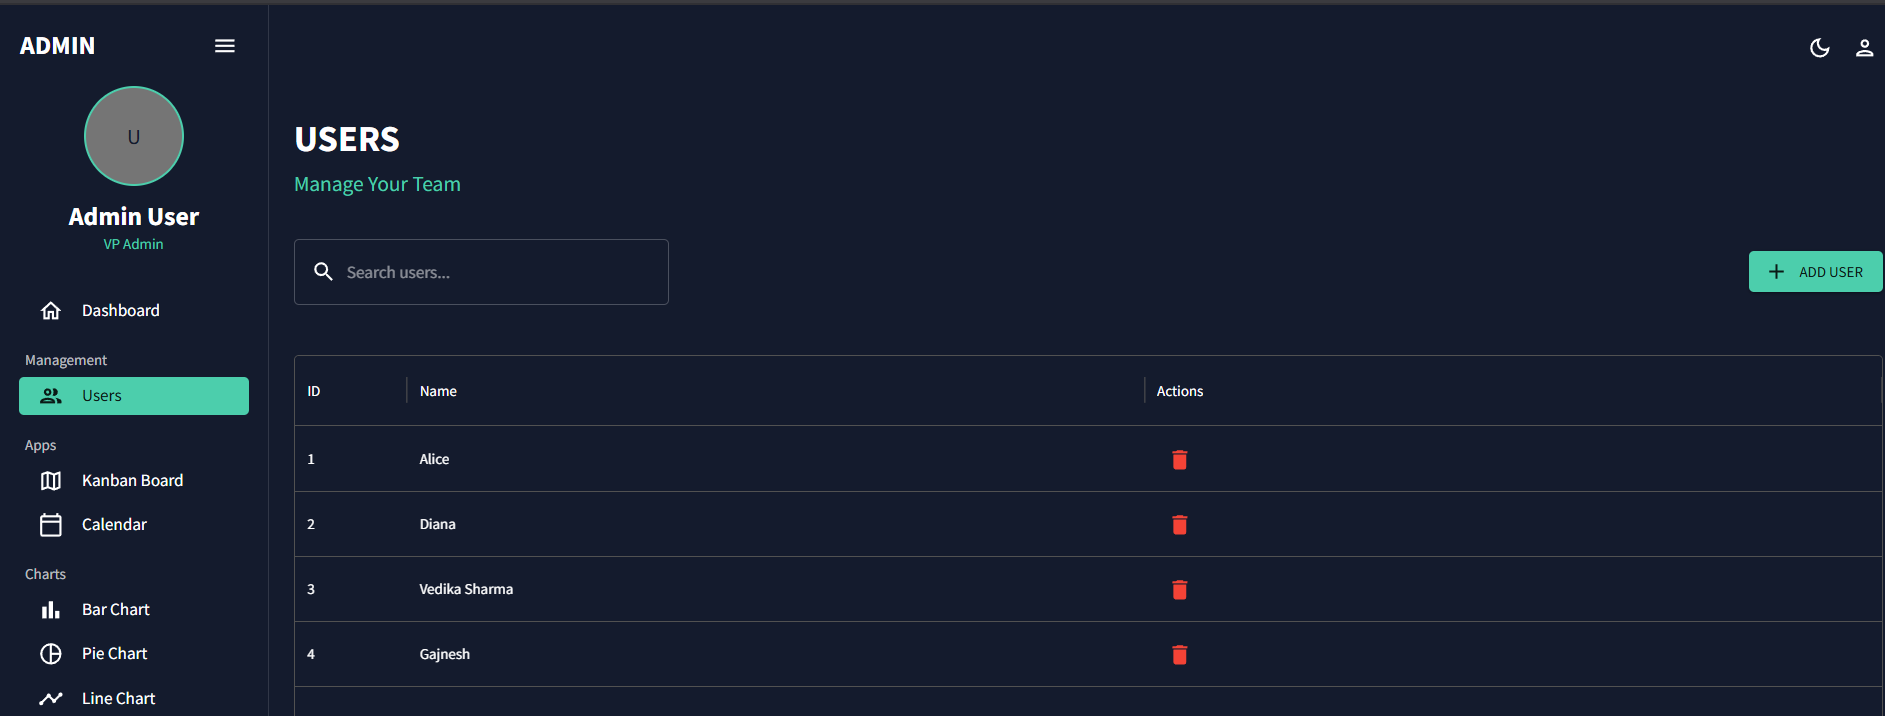 ADMIN
U
Admin User
VP Admin
Dashboard
Management
Users
Apps
Kanban Board
Calendar
Charts
Bar Chart
Pie Chart
Line Chart
USERS
Manage Your Team
Search users...
ADD USER
ID Name Actions
1 Alice
2 Diana
3 Vedika Sharma
4 Gajnesh